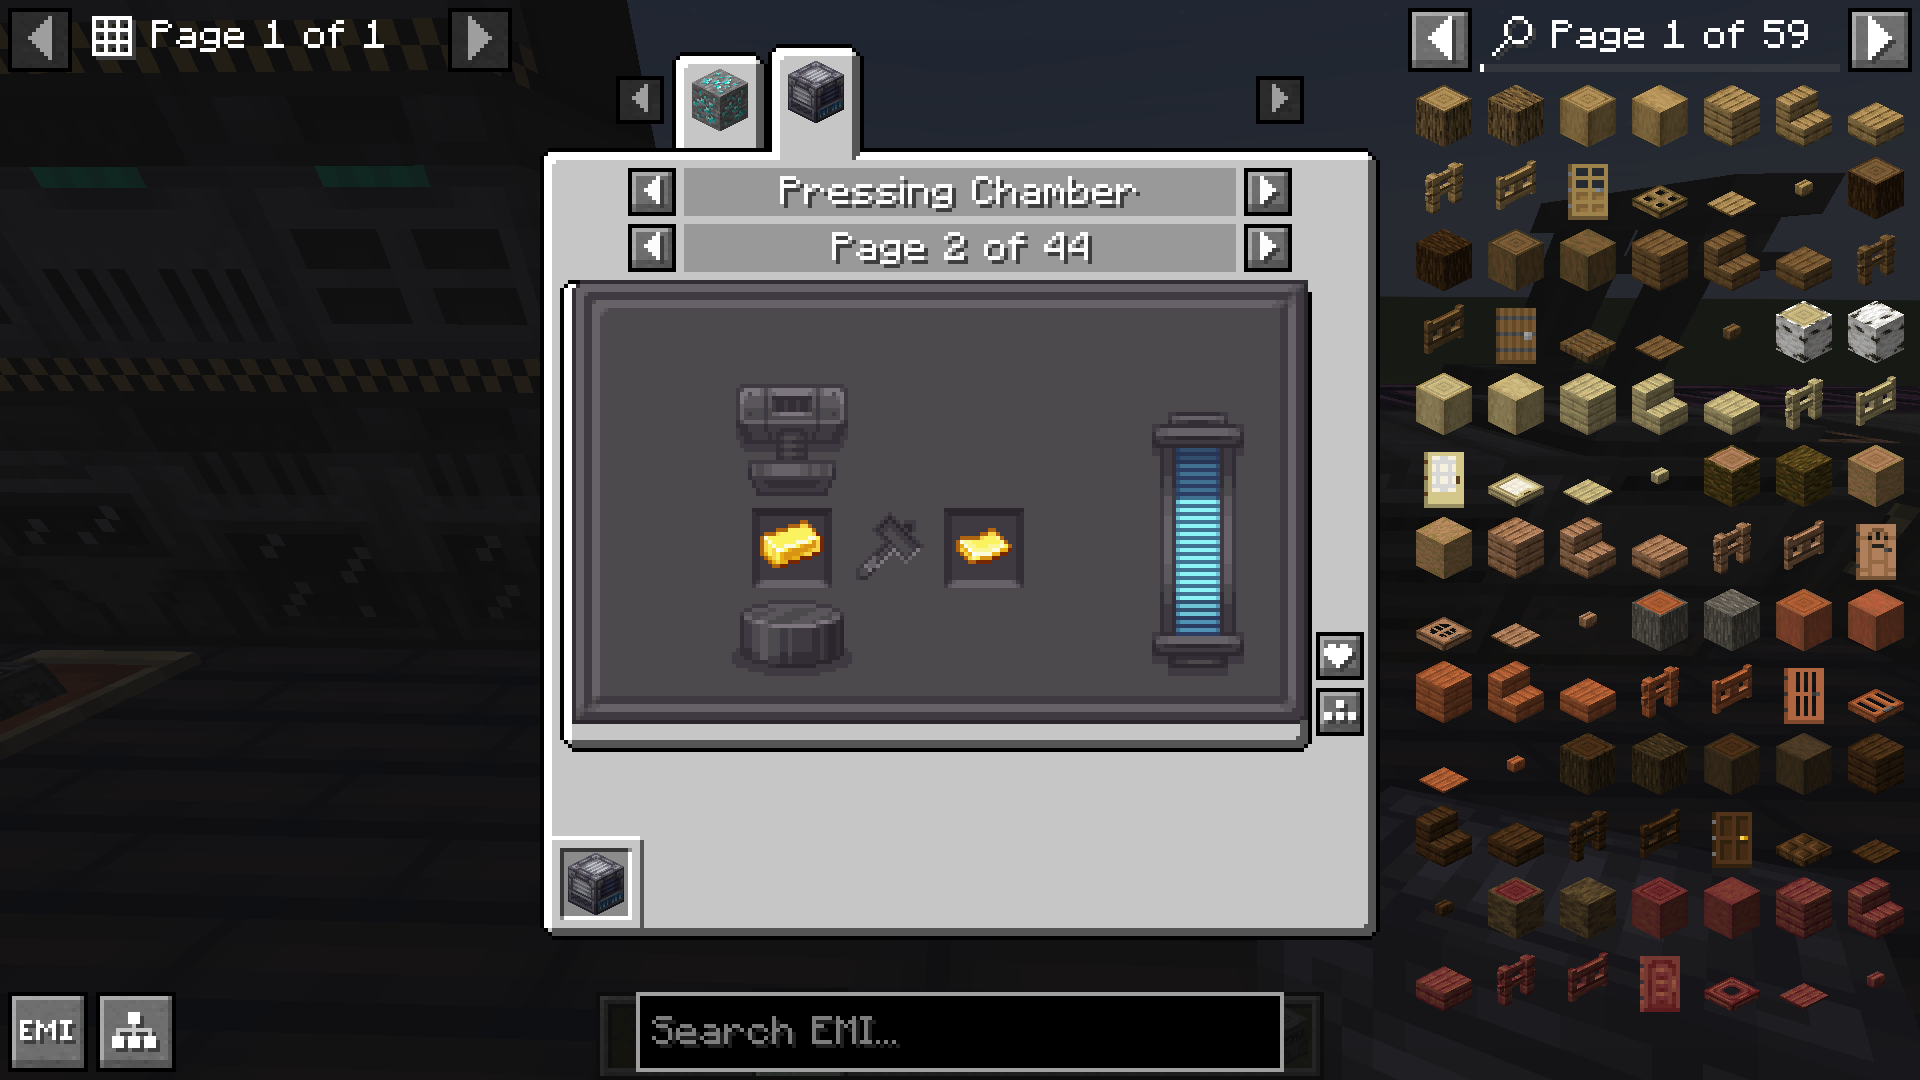 Page 1 of 1
Page 1 of 59
Pressing Chamber
Page 2 of 44
EMI
Search EMI...